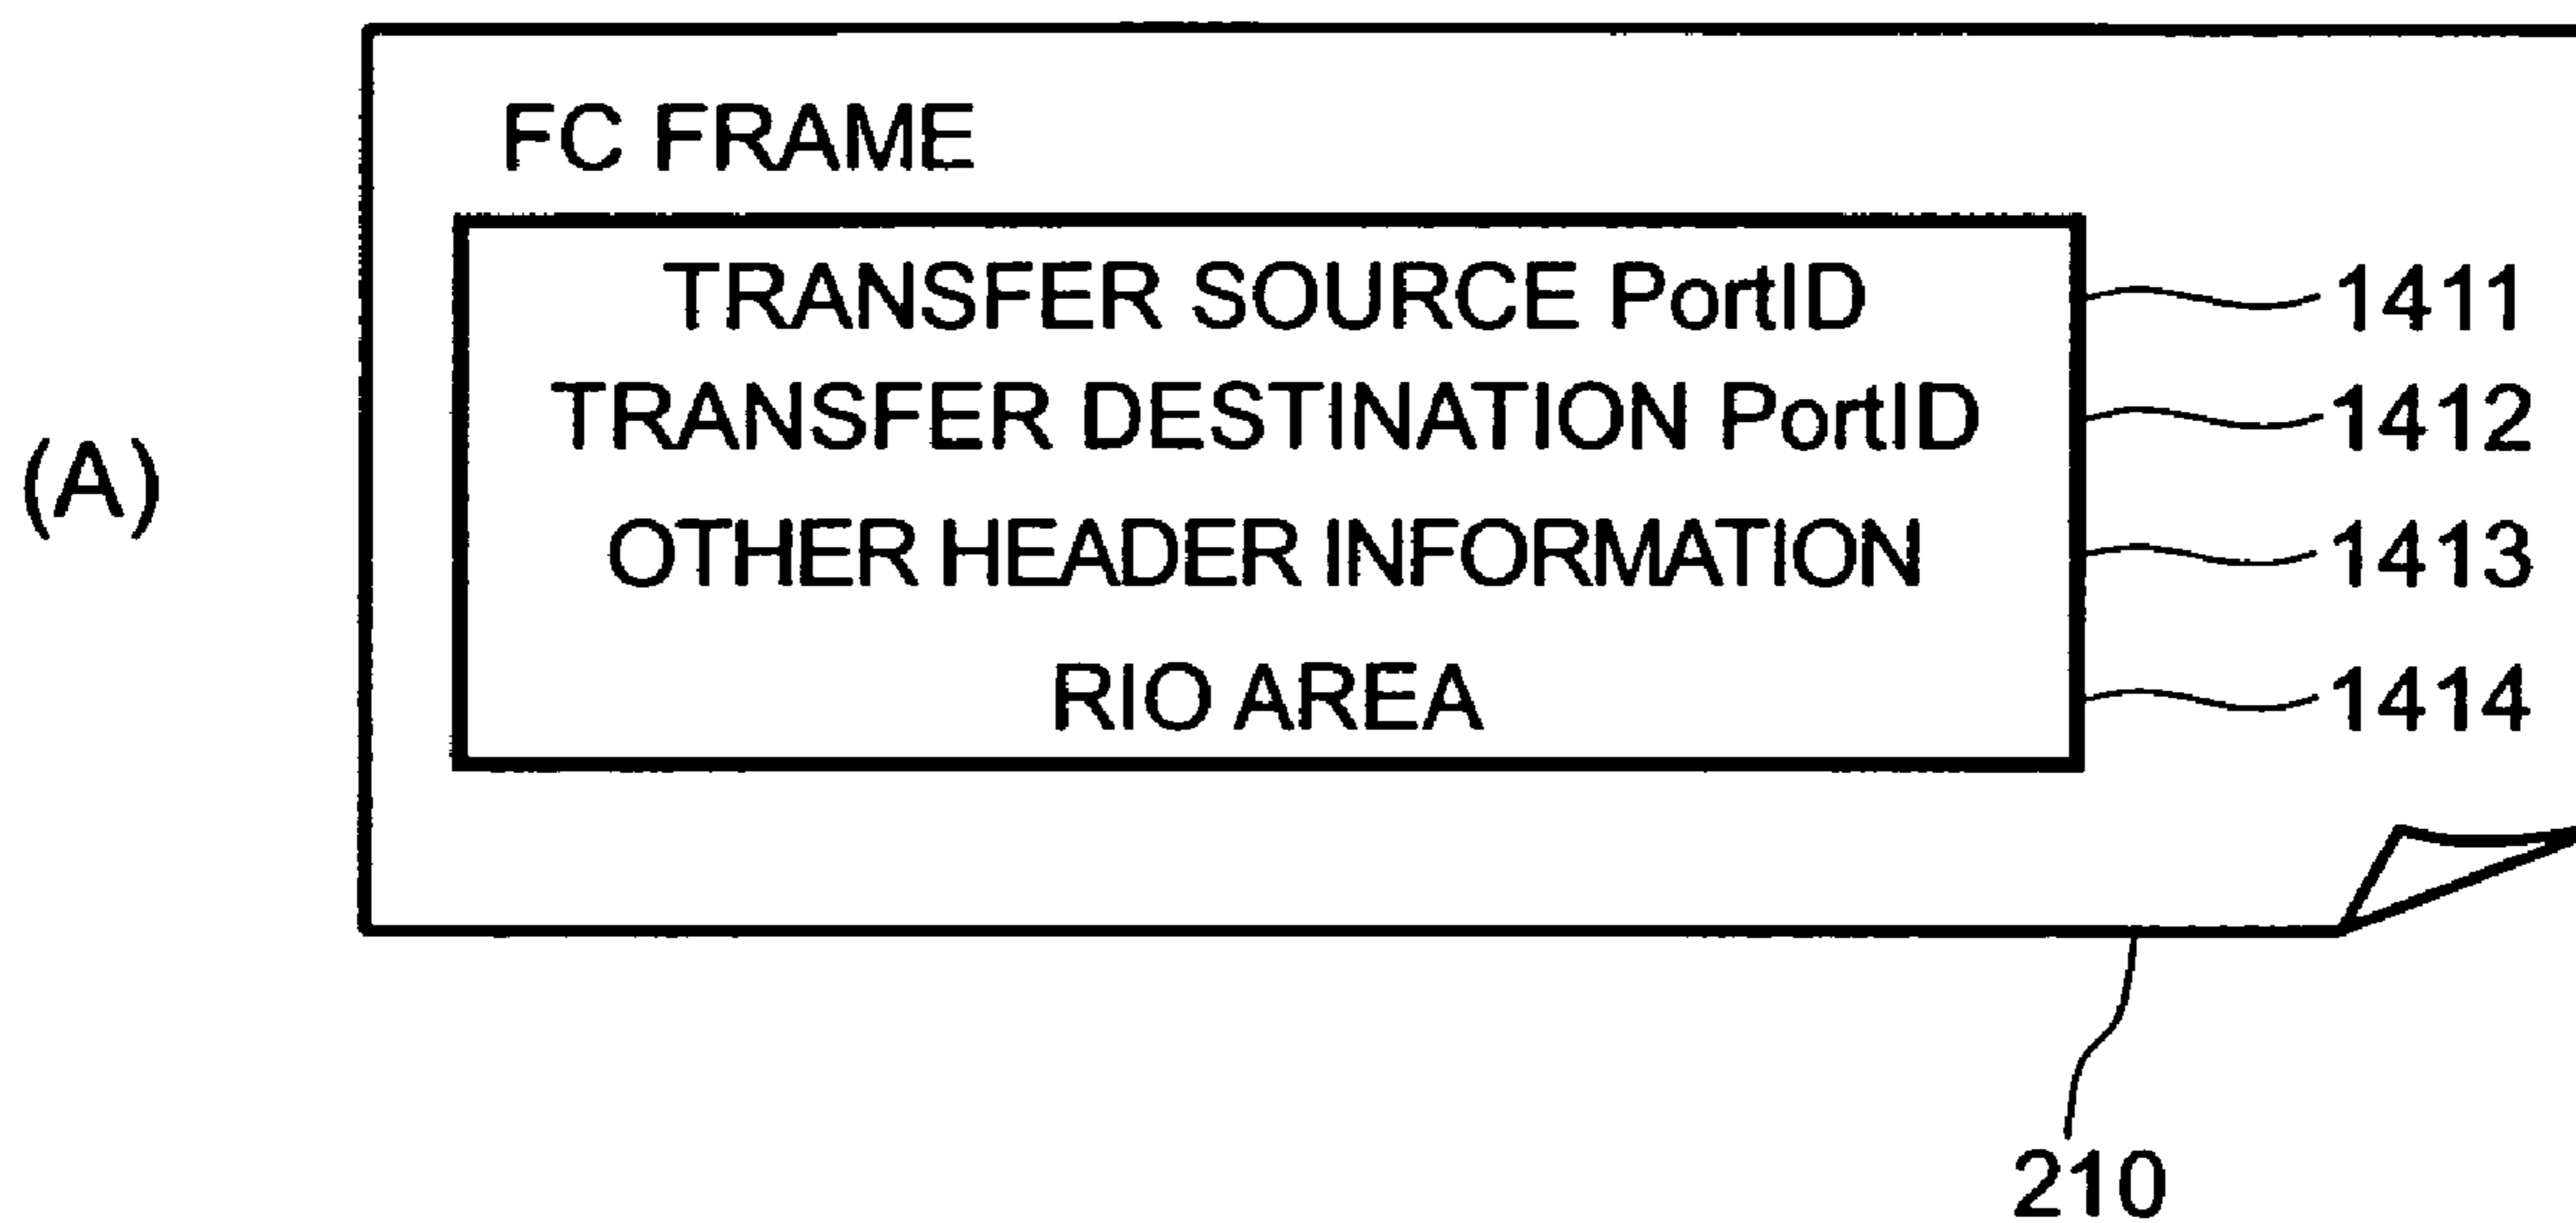 FC FRAME
TRANSFER SOURCE PortID 1411
TRANSFER DESTINATION PortID 1412
(A)
OTHER HEADER INFORMATION 1413
RIO AREA 1414
210